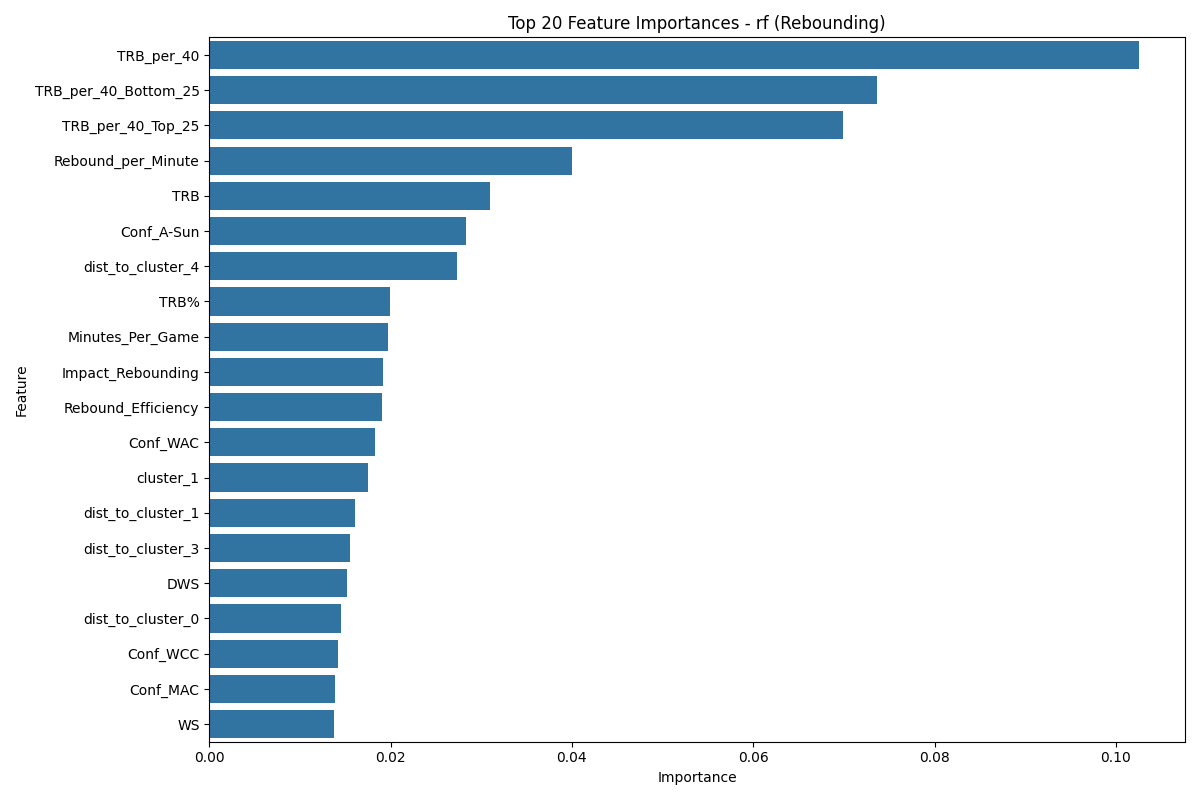 Top 20 Feature Importances - rf (Rebounding)
TRB_per_40
TRB_per_40_Bottom_25
TRB_per_40_Top_25
Rebound_per_Minute
TRB
Conf_A-Sun
dist_to_cluster_4
TRB%
Minutes_Per_Game
Impact_Rebounding
Rebound_Efficiency
Conf_WAC
cluster_1
dist_to_cluster_1
dist_to_cluster_3
DWS
dist_to_cluster_0
Conf_WCC
Conf_MAC
WS
Feature
0.00 0.02 0.04 0.06 0.08 0.10
Importance